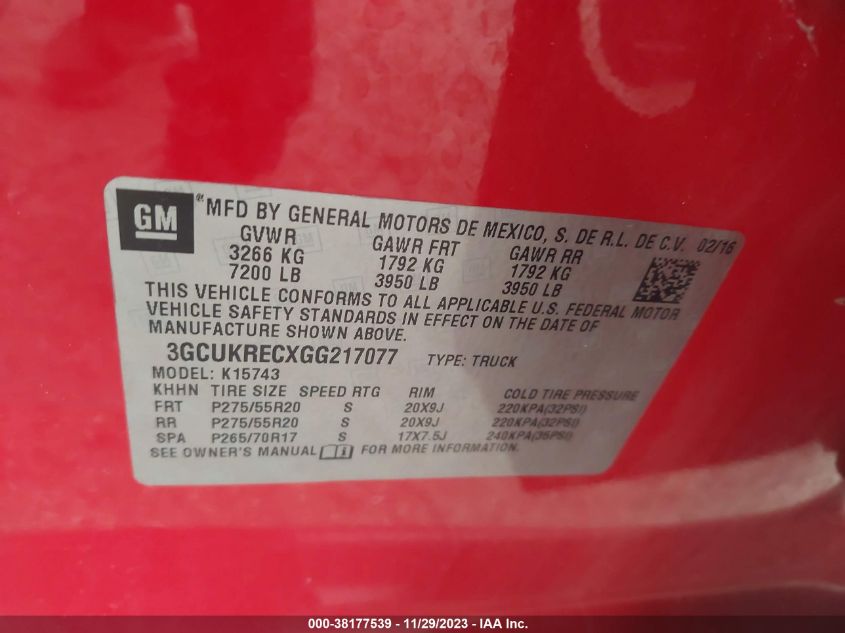 GM
® MFD BY GENERAL MOTORS DE MEXICO, S. DE R.L. DE C.V. 02/16
GVWR GAWR FRT GAWR RR
3266 KG 1792 KG 1792 KG
7200 LB 3950 LB 3950 LB
THIS VEHICLE CONFORMS TO ALL APPLICABLE U.S. FEDERAL MOTOR
VEHICLE SAFETY STANDARDS IN EFFECT ON THE DATE OF
MANUFACTURE SHOWN ABOVE.
3GCUKRECXGG217077 TYPE: TRUCK
MODEL: K15743
KHHN TIRE SIZE SPEED RTG RIM COLD TIRE PRESSURE
FRT P275/55R20 S 20X9J 220KPA(32PSI)
RR P275/55R20 S 20X9J 220KPA(32PSI)
SPA P265/70R17 S 17X7.5J 240KPA(35PSI)
SEE OWNER'S MANUAL FOR MORE INFORMATION.
000-38177539 - 11/29/2023 - IAA Inc.